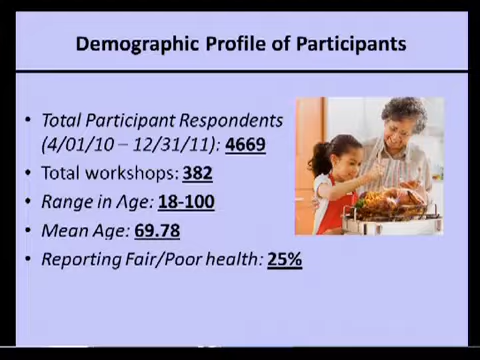 Demographic Profile of Participants
• Total Participant Respondents
(4/01/10 – 12/31/11): 4669
• Total workshops: 382
• Range in Age: 18-100
• Mean Age: 69.78
• Reporting Fair/Poor health: 25%